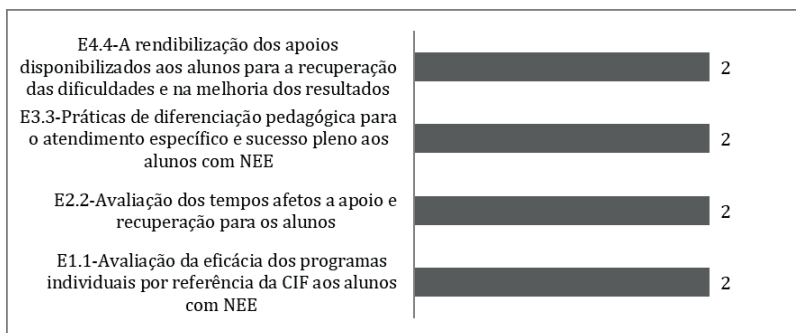 E4.4-A rendibilização dos apoios
disponibilizados aos alunos para a recuperação
das dificuldades e na melhoria dos resultados
2
E3.3-Práticas de diferenciação pedagógica para
o atendimento específico e sucesso pleno aos
alunos com NEE
2
E2.2-Avaliação dos tempos afetos a apoio e
recuperação para os alunos
2
E1.1-Avaliação da eficácia dos programas
individuais por referência da CIF aos alunos
com NEE
2